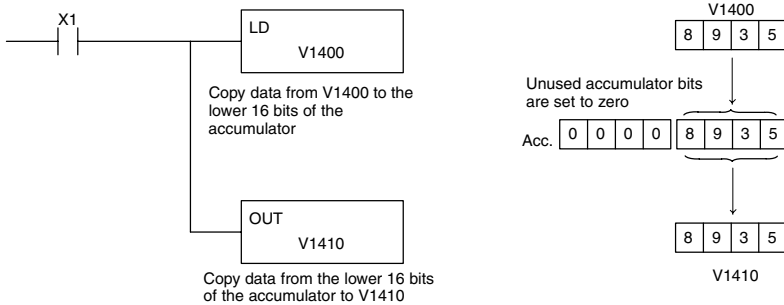 X1
LD
V1400
Copy data from V1400 to the
lower 16 bits of the
accumulator
OUT
V1410
Copy data from the lower 16 bits
of the accumulator to V1410
V1400
8 9 3 5
Unused accumulator bits
are set to zero
Acc. 0 0 0 0 8 9 3 5
8 9 3 5
V1410